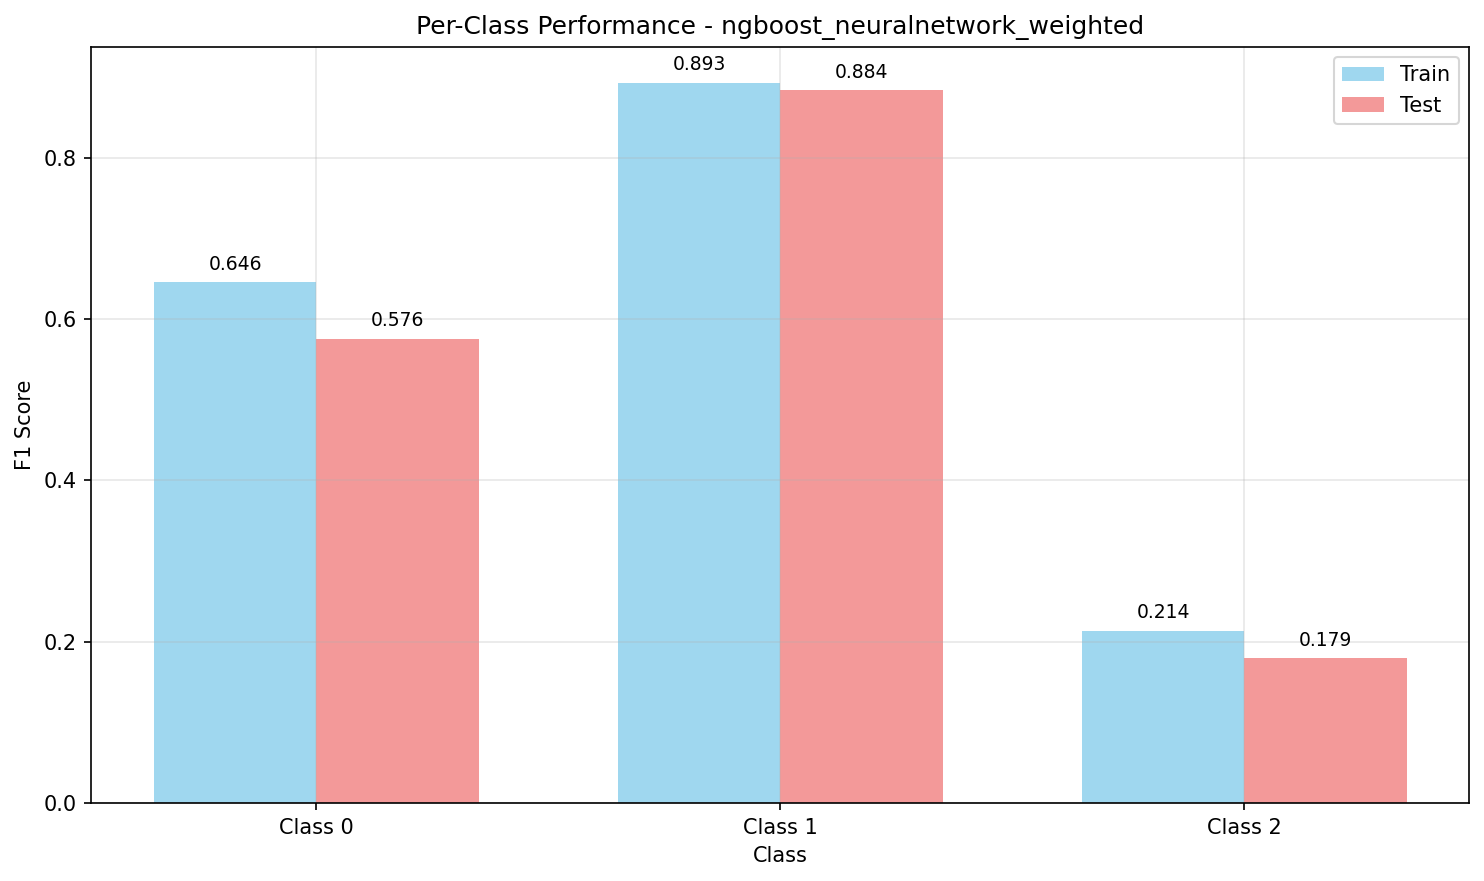 Per-Class Performance - ngboost_neuralnetwork_weighted
Train
Test
0.893
0.884
0.646
0.576
0.214
0.179
F1 Score
0.8
0.6
0.4
0.2
0.0
Class 0
Class 1
Class 2
Class